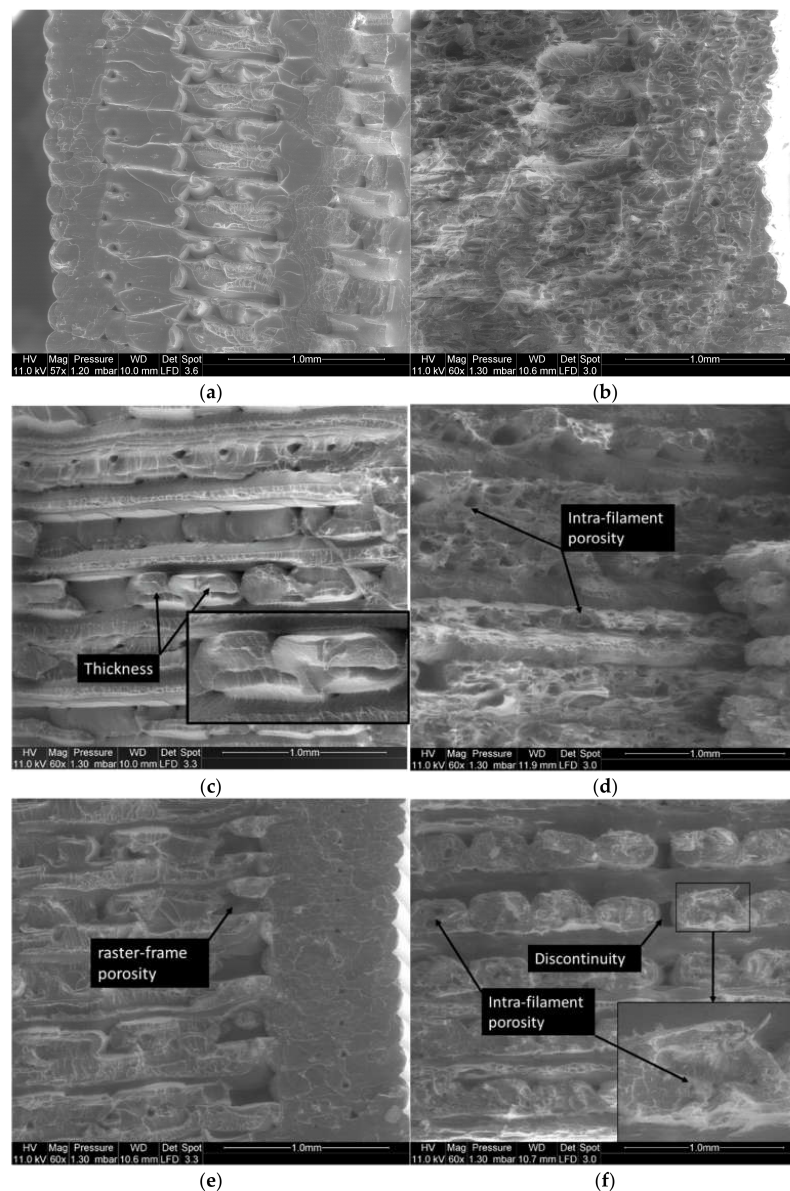 HV Mag Pressure WD Det Spot 1.0mm
11.0 kV 57x 1.20 mbar 10.0 mm LFD 3.6
HV Mag Pressure WD Det Spot 1.0mm
11.0 kV 60x 1.30 mbar 10.6 mm LFD 3.0
(a) (b)
Thickness
Intra-filament
porosity
HV Mag Pressure WD Det Spot 1.0mm
11.0 kV 60x 1.30 mbar 10.0 mm LFD 3.3
HV Mag Pressure WD Det Spot 1.0mm
11.0 kV 60x 1.30 mbar 11.9 mm LFD 3.0
(c) (d)
raster-frame
porosity
Discontinuity
Intra-filament
porosity
HV Mag Pressure WD Det Spot 1.0mm
11.0 kV 60x 1.30 mbar 10.6 mm LFD 3.3
HV Mag Pressure WD Det Spot 1.0mm
11.0 kV 60x 1.30 mbar 10.7 mm LFD 3.0
(e) (f)